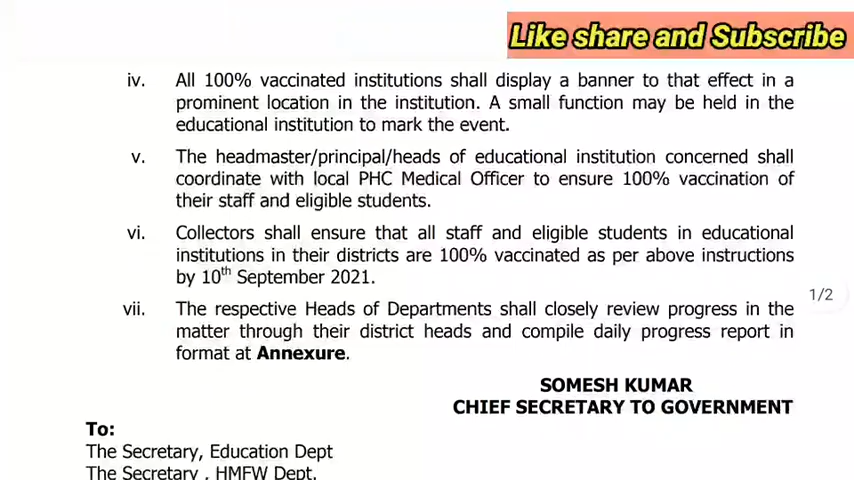 Like share and Subscribe
iv. All 100% vaccinated institutions shall display a banner to that effect in a
prominent location in the institution. A small function may be held in the
educational institution to mark the event.
v. The headmaster/principal/heads of educational institution concerned shall
coordinate with local PHC Medical Officer to ensure 100% vaccination of
their staff and eligible students.
vi. Collectors shall ensure that all staff and eligible students in educational
institutions in their districts are 100% vaccinated as per above instructions
by 10th September 2021.
1/2
vii. The respective Heads of Departments shall closely review progress in the
matter through their district heads and compile daily progress report in
format at Annexure.
SOMESH KUMAR
CHIEF SECRETARY TO GOVERNMENT
To:
The Secretary, Education Dept
The Secretary , HMFW Dept.